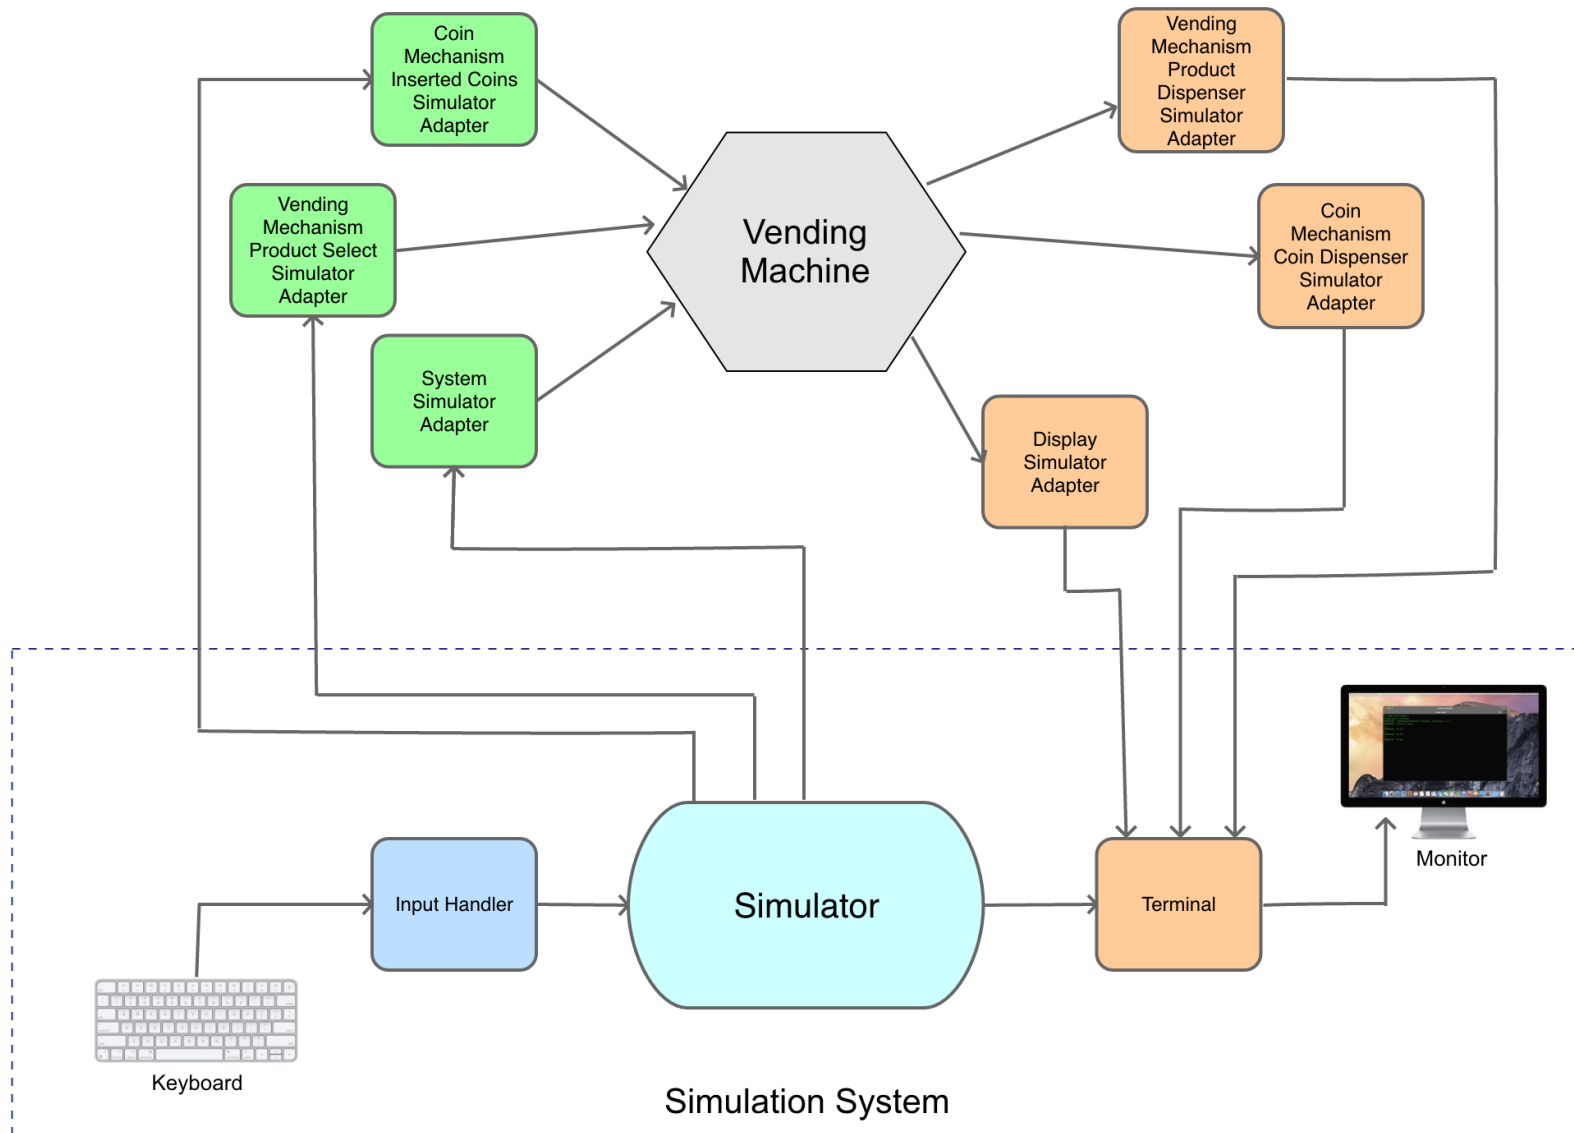 Coin
Mechanism
Inserted Coins
Simulator
Adapter
Vending
Mechanism
Product
Dispenser
Simulator
Adapter
Vending
Mechanism
Product Select
Simulator
Adapter
Vending
Machine
Coin
Mechanism
Coin Dispenser
Simulator
Adapter
System
Simulator
Adapter
Display
Simulator
Adapter
Monitor
Input Handler
Simulator
Terminal
Keyboard
Simulation System